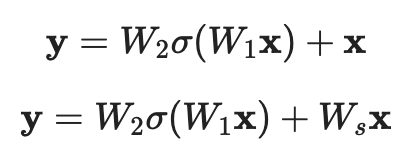 y = W₂σ(W₁x) + x
y = W₂σ(W₁x) + Wₛx